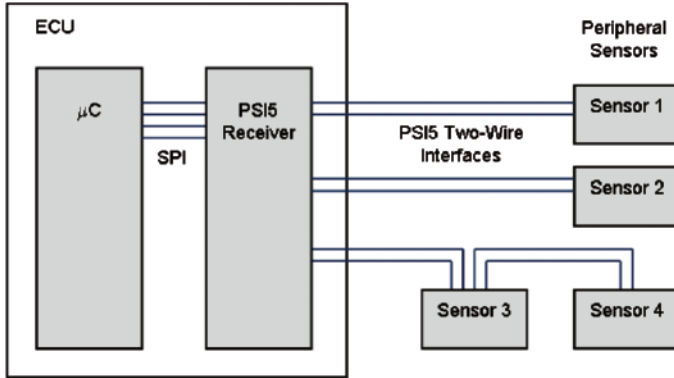 ECU
Peripheral
Sensors
μC
PSI5
Receiver
SPI
PSI5 Two-Wire
Interfaces
Sensor 1
Sensor 2
Sensor 3
Sensor 4